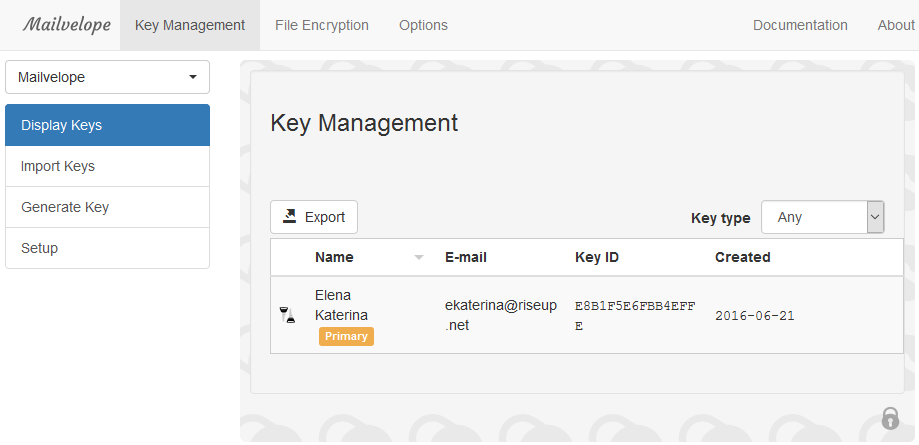 Mailvelope Key Management File Encryption Options Documentation About
Mailvelope
Display Keys
Import Keys
Generate Key
Setup
Key Management
Export Key type Any
Name E-mail Key ID Created
Elena
Katerina
Primary
ekaterina@riseup
.net
E8B1F5E6FBB4EFF
E
2016-06-21